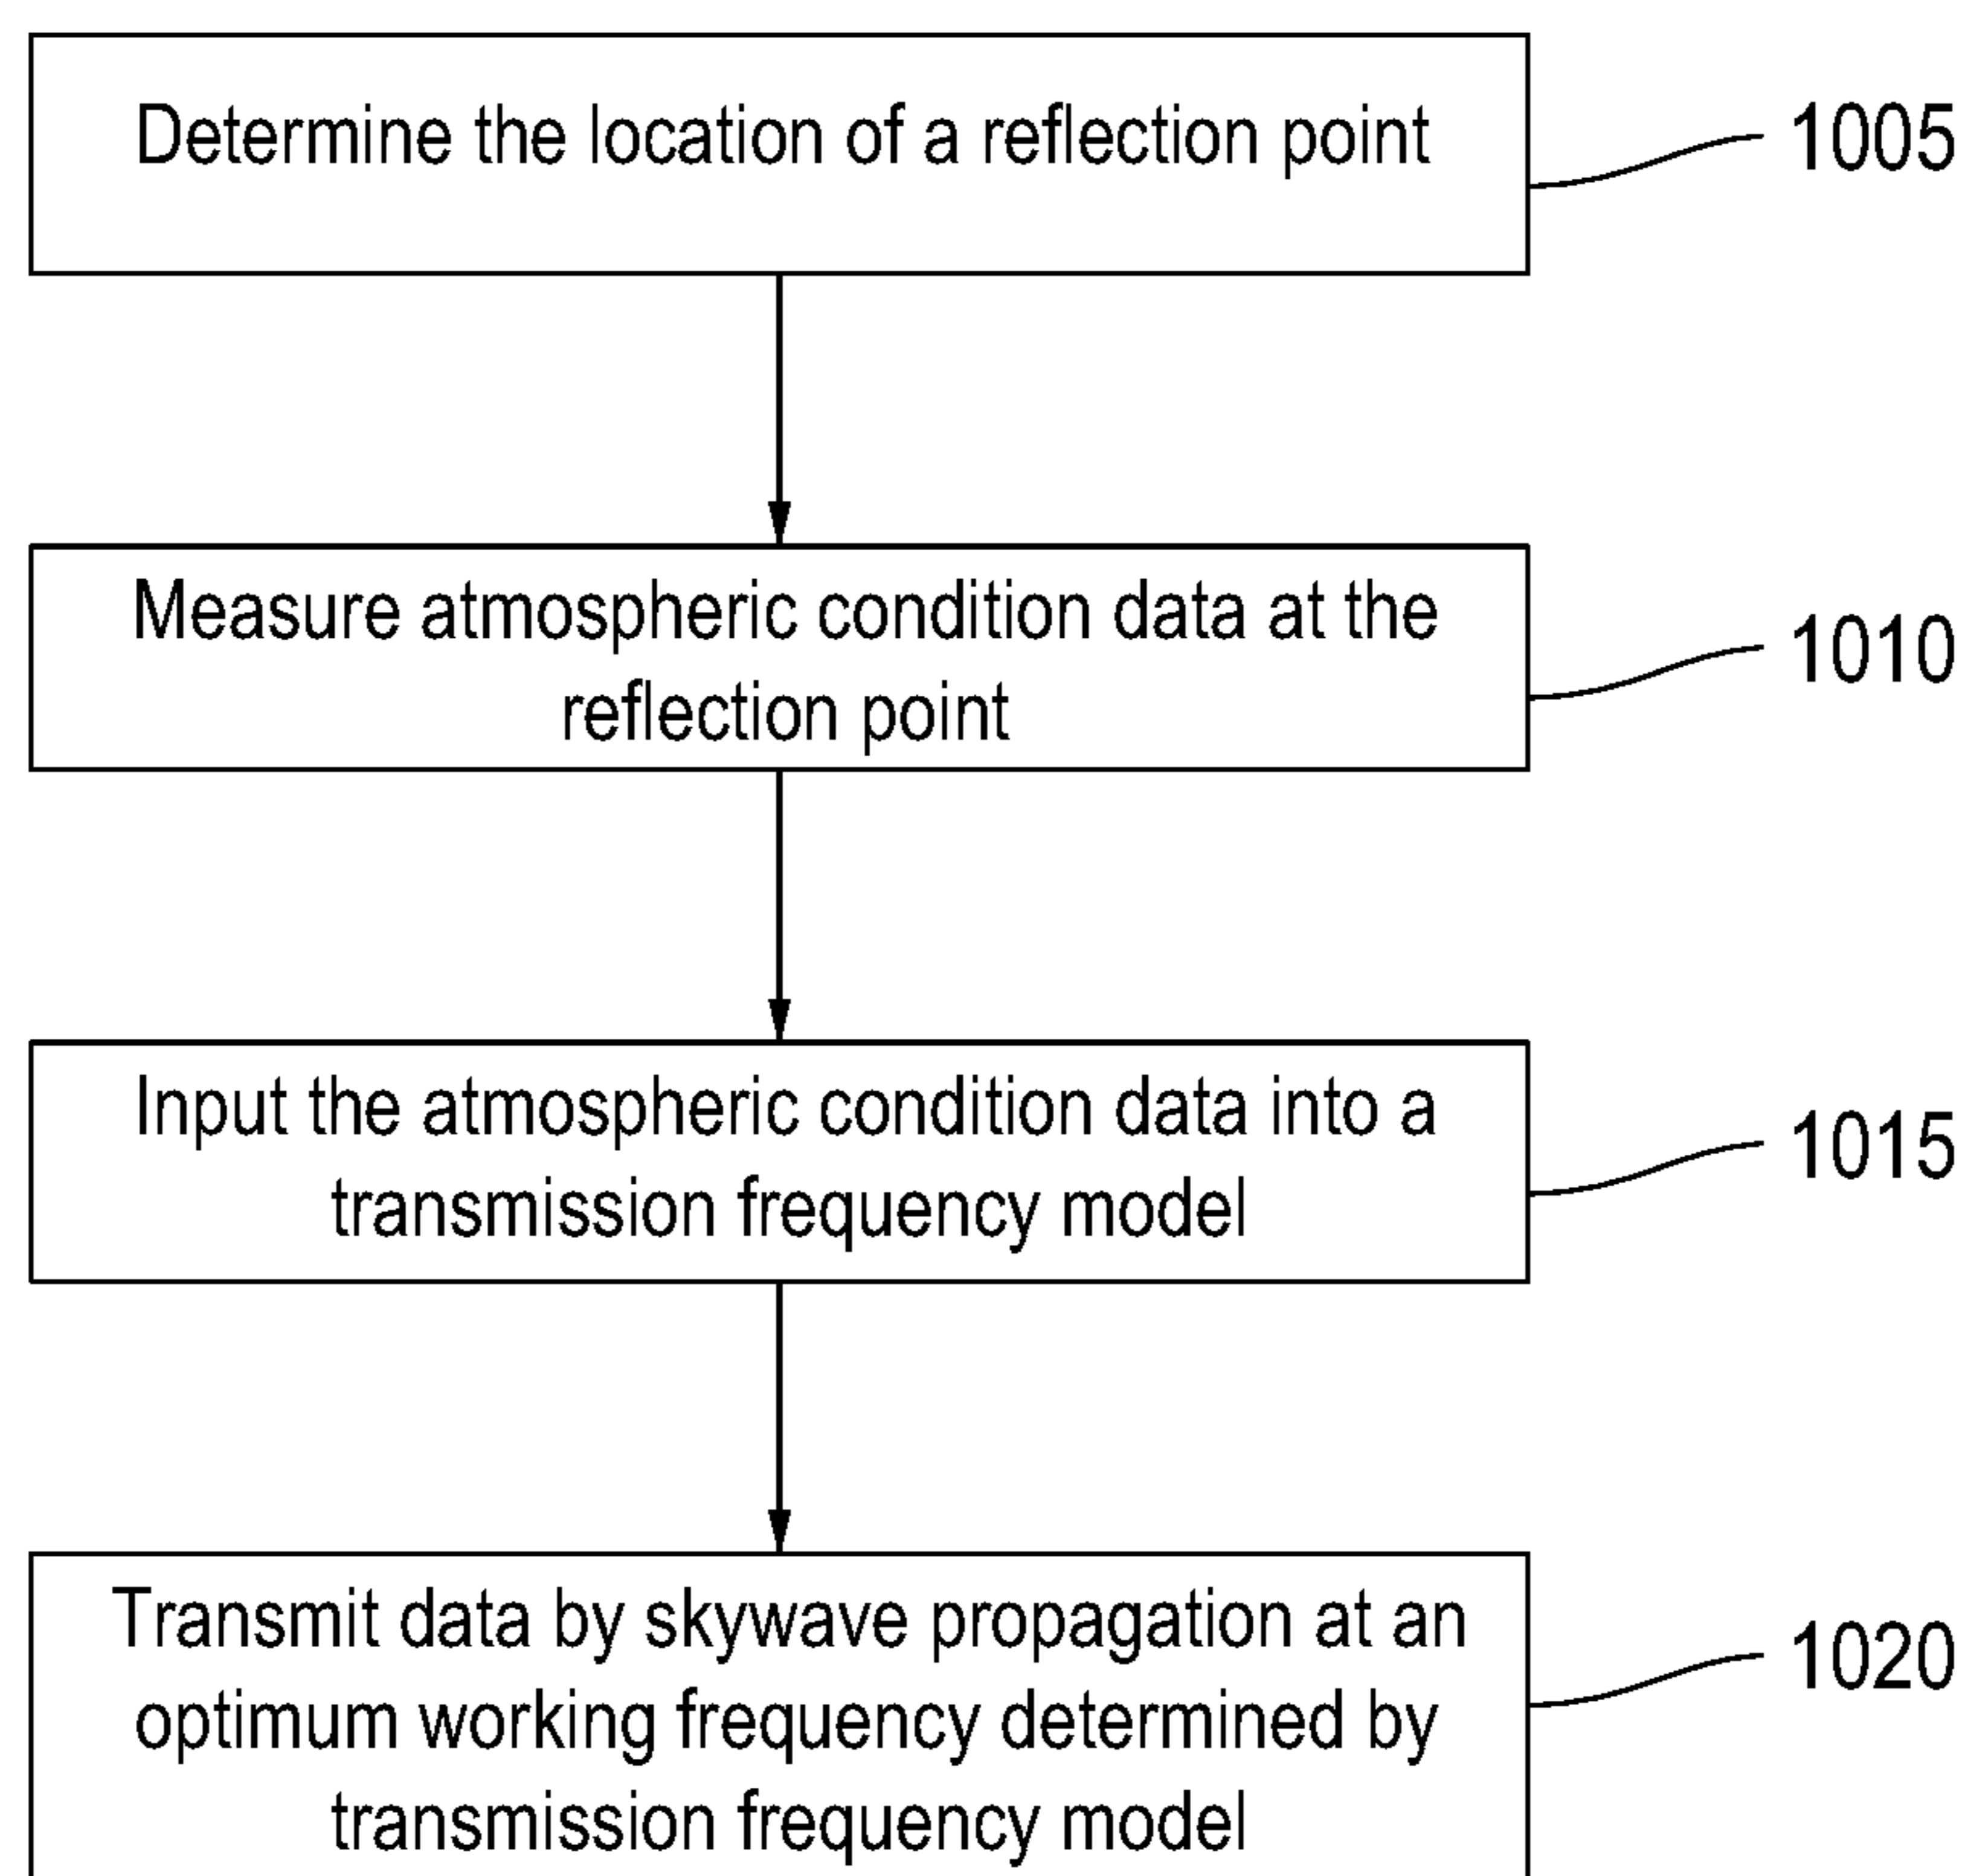 Determine the location of a reflection point
1005
Measure atmospheric condition data at the
reflection point
1010
Input the atmospheric condition data into a
transmission frequency model
1015
Transmit data by skywave propagation at an
optimum working frequency determined by
transmission frequency model
1020